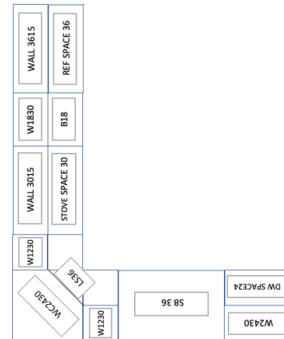 WALL 3615
REF SPACE 36
W1830
B18
WALL 3015
STOVE SPACE 30
W1230
LS36
WC2430
W1230
SB 36
DW SPACE24
W2430